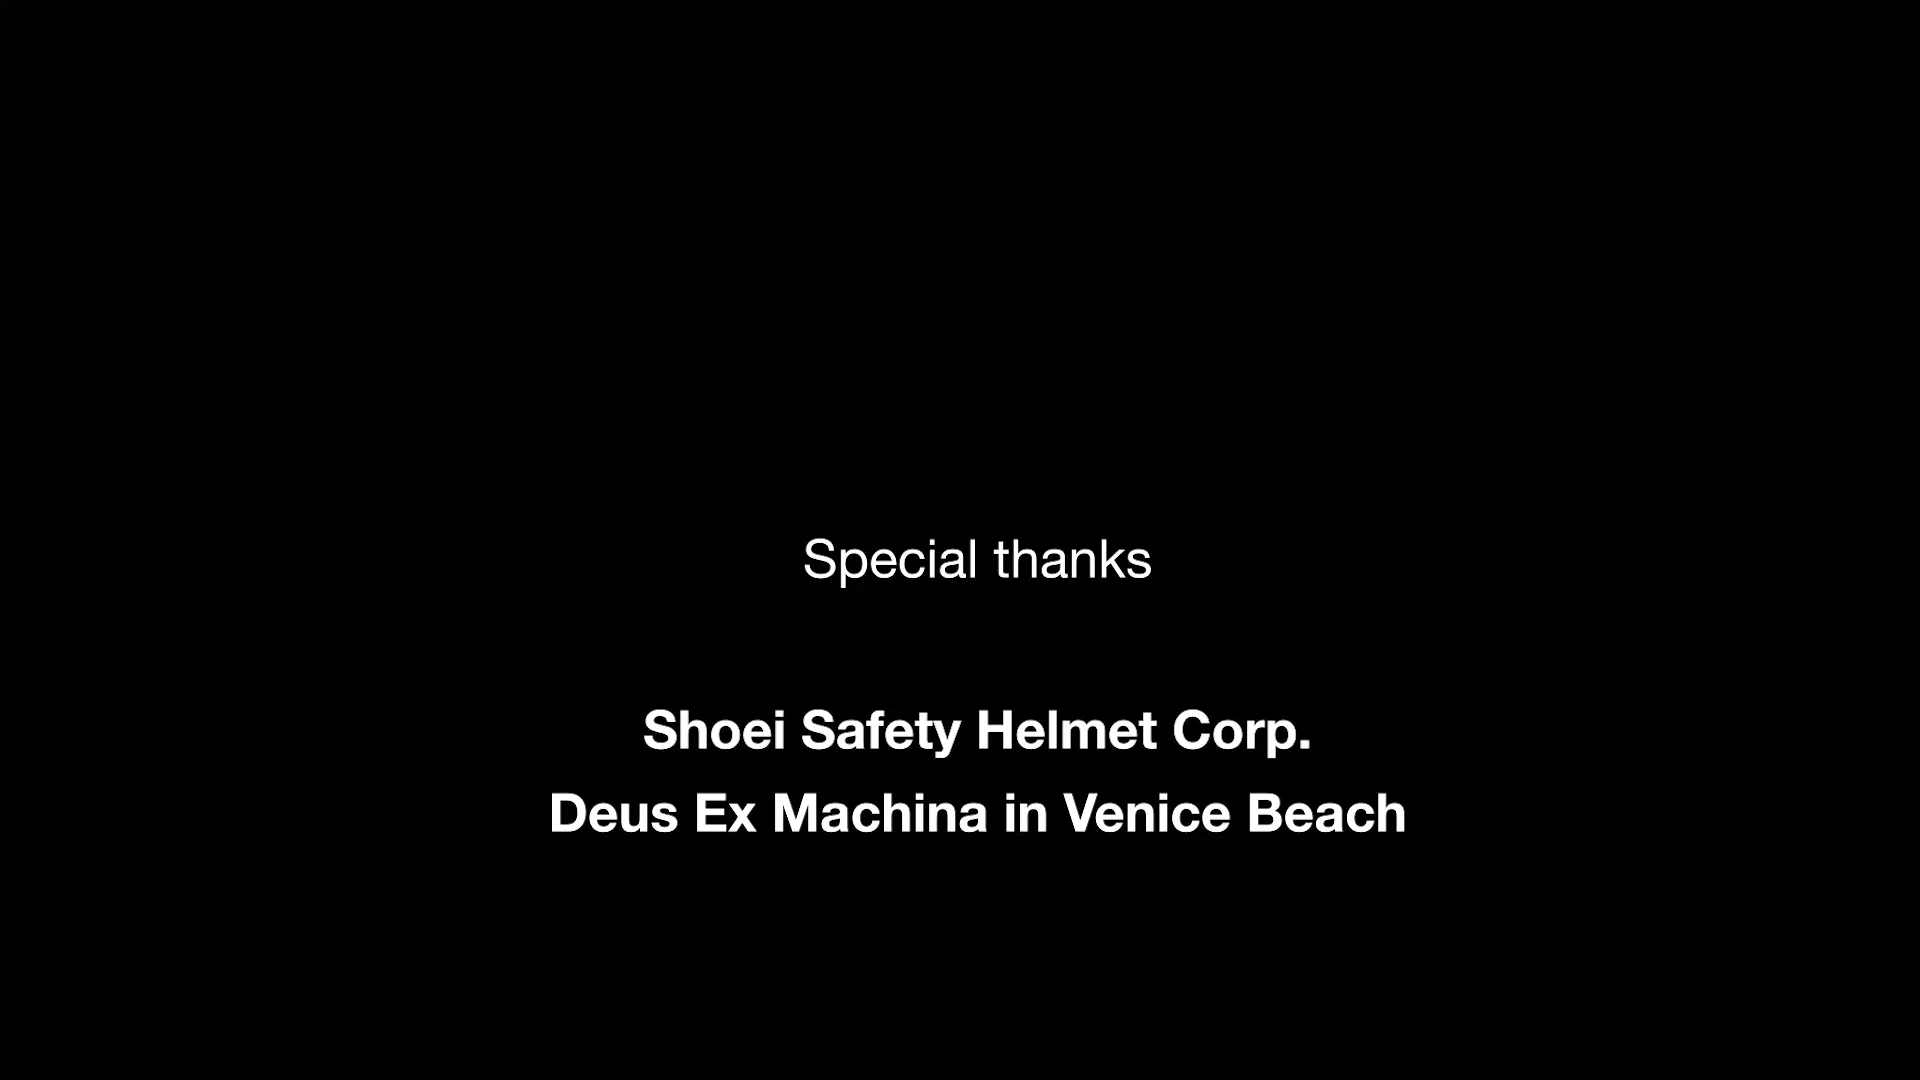 Special thanks
Shoei Safety Helmet Corp.
Deus Ex Machina in Venice Beach